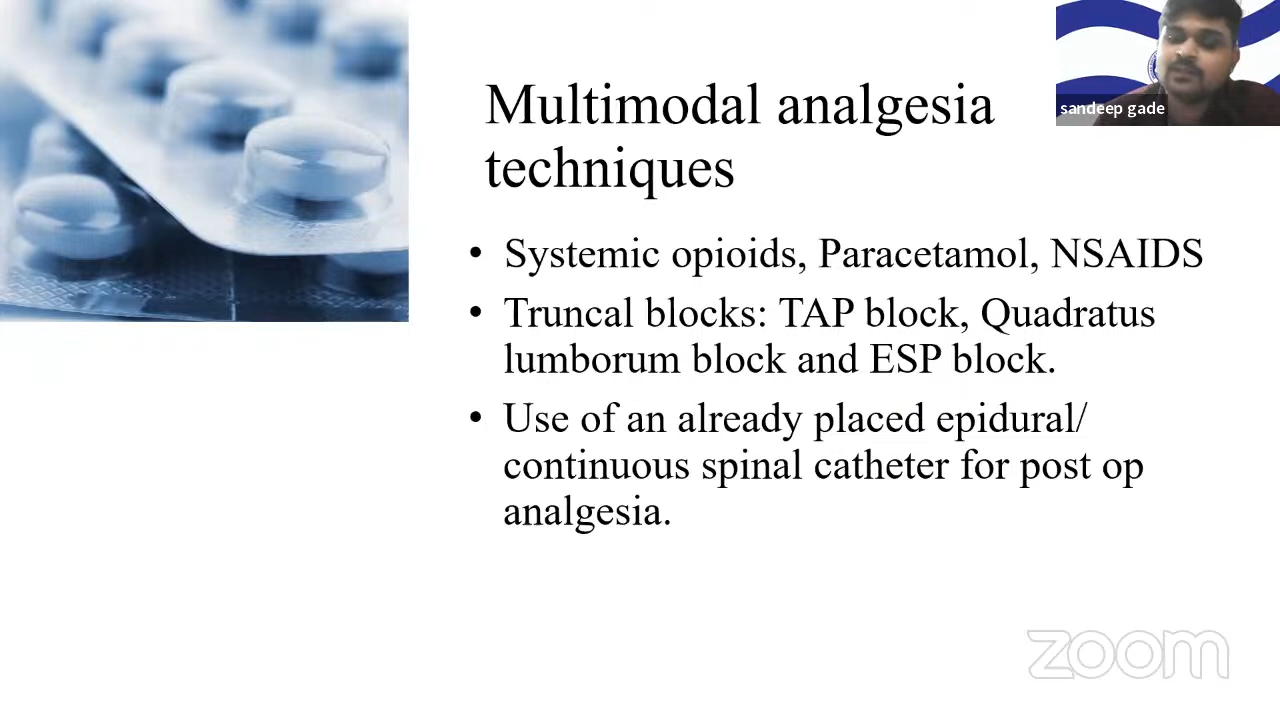 Multimodal analgesia
techniques
sandeep gade
• Systemic opioids, Paracetamol, NSAIDS
• Truncal blocks: TAP block, Quadratus
lumborum block and ESP block.
• Use of an already placed epidural/
continuous spinal catheter for post op
analgesia.
zoom